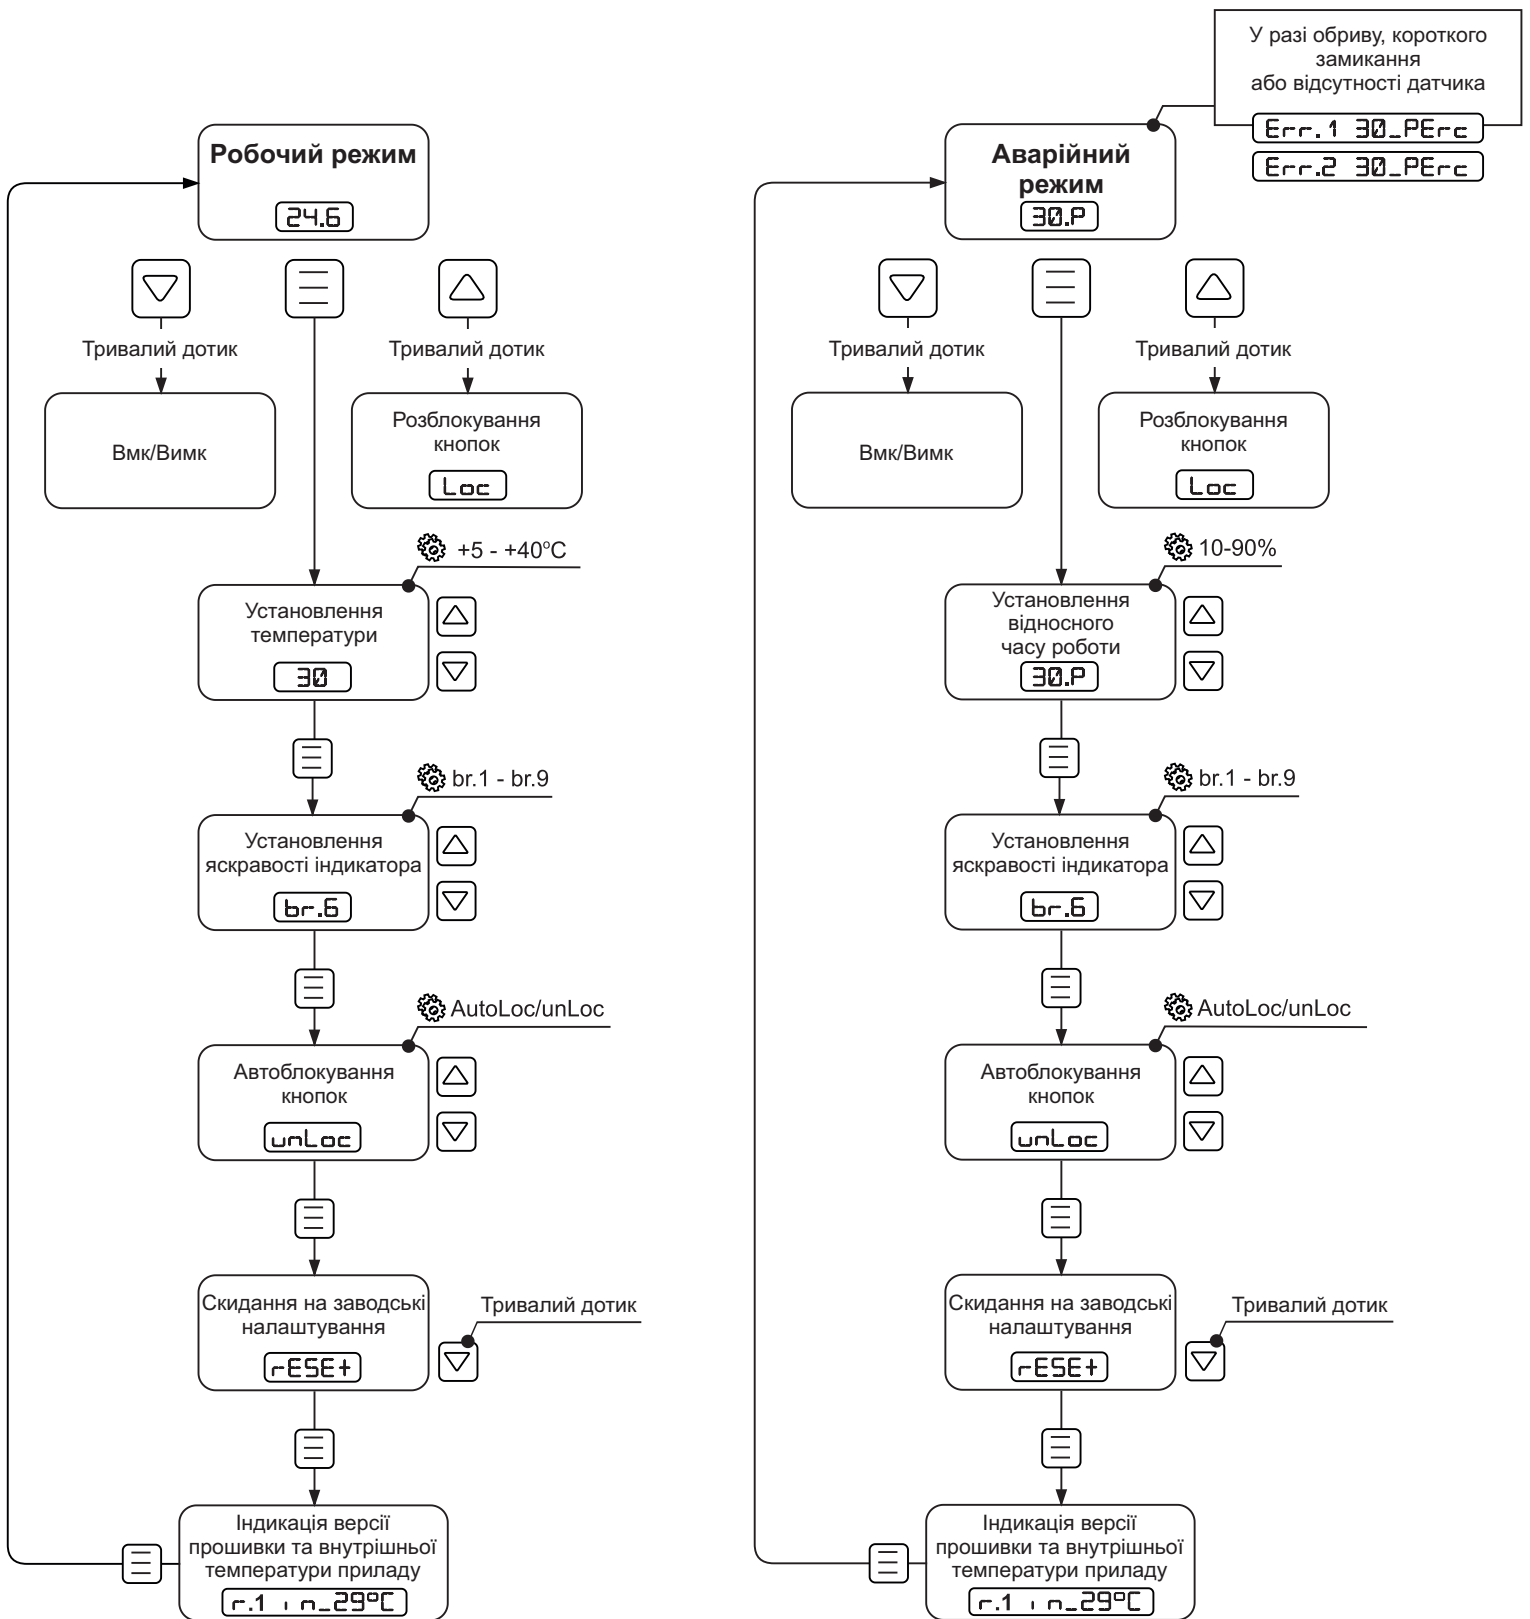 Робочий режим
24.6
Тривалий дотик
Тривалий дотик
Вмк/Вимк
Розблокування
кнопок
Loc
+5 - +40°C
Установлення
температури
30
br.1 - br.9
Установлення
яскравості індикатора
br.6
AutoLoc/unLoc
Автоблокування
кнопок
unLoc
Скидання на заводські
налаштування
rESEt
Тривалий дотик
Індикація версії
прошивки та внутрішньої
температури приладу
r.1 in_29°C
У разі обриву, короткого
замикання
або відсутності датчика
Err.1 30_PErc
Err.2 30_PErc
Аварійний
режим
30.P
Тривалий дотик
Тривалий дотик
Вмк/Вимк
Розблокування
кнопок
Loc
10-90%
Установлення
відносного
часу роботи
30.P
br.1 - br.9
Установлення
яскравості індикатора
br.6
AutoLoc/unLoc
Автоблокування
кнопок
unLoc
Скидання на заводські
налаштування
rESEt
Тривалий дотик
Індикація версії
прошивки та внутрішньої
температури приладу
r.1 in_29°C